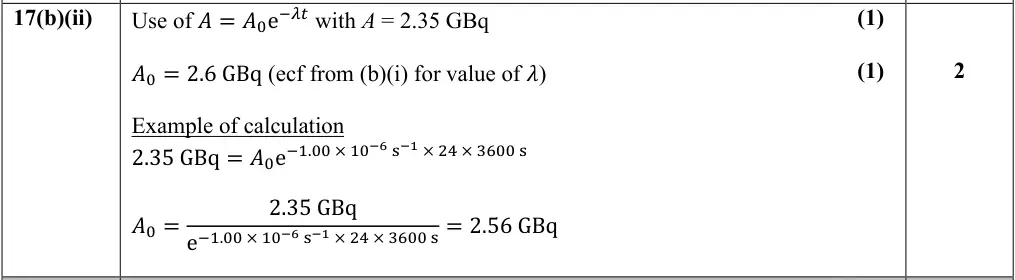 17(b)(ii) Use of 𝐴 = 𝐴₀e^(−𝜆𝑡) with A = 2.35 GBq (1)
𝐴₀ = 2.6 GBq (ecf from (b)(i) for value of 𝜆) (1) 2
Example of calculation
2.35 GBq = 𝐴₀e^(−1.00 × 10⁻⁶ s⁻¹ × 24 × 3600 s)
𝐴₀ = 2.35 GBq / e^(−1.00 × 10⁻⁶ s⁻¹ × 24 × 3600 s) = 2.56 GBq